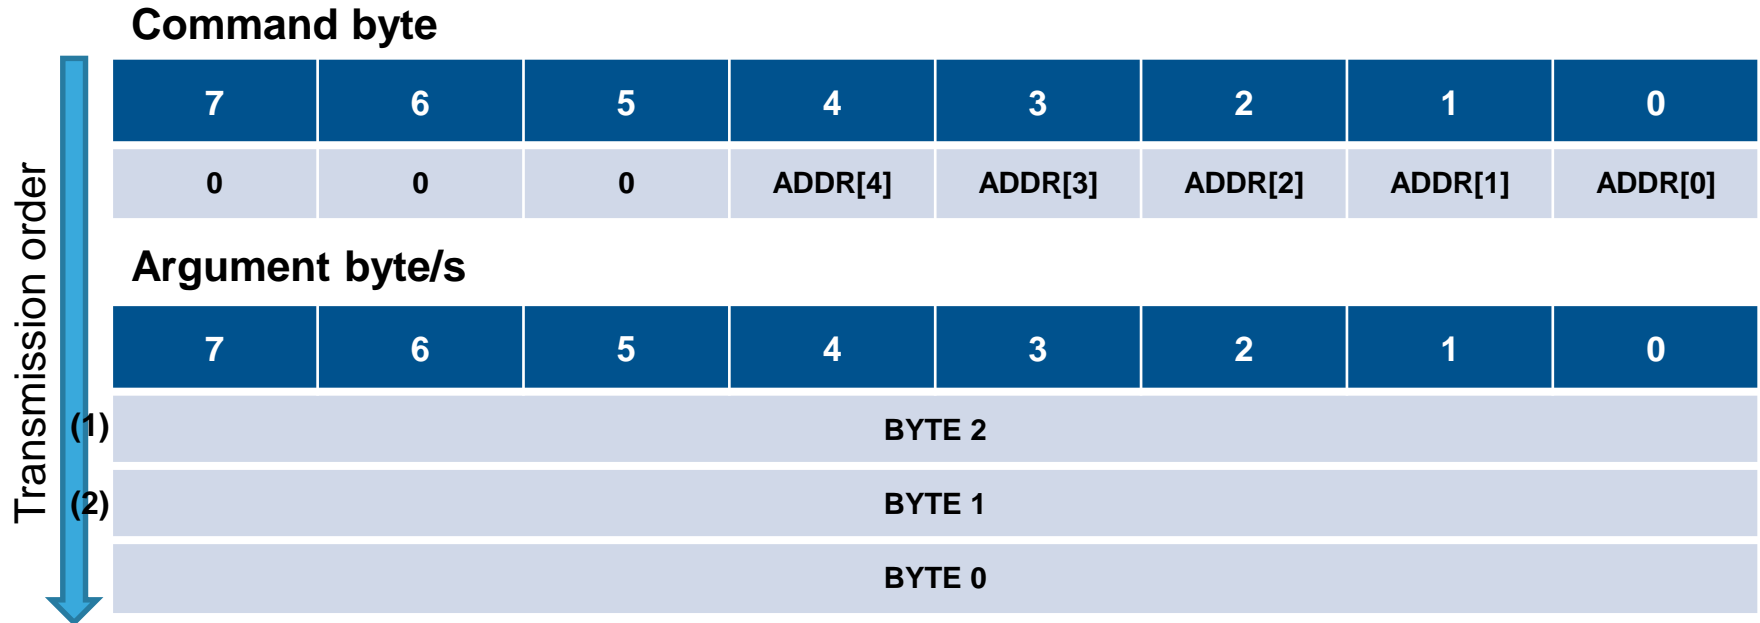 Command byte
7 6 5 4 3 2 1 0
0 0 0 ADDR[4] ADDR[3] ADDR[2] ADDR[1] ADDR[0]
Argument byte/s
7 6 5 4 3 2 1 0
(1) BYTE 2
(2) BYTE 1
BYTE 0
Transmission order